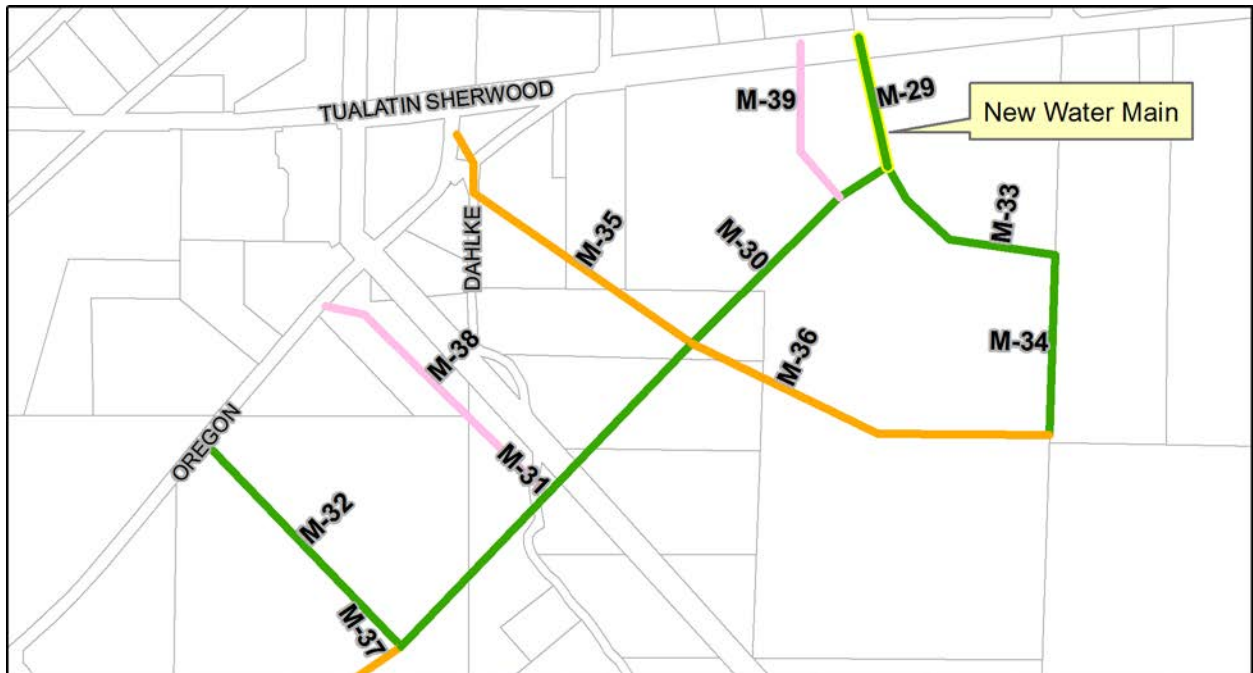 TUALATIN SHERWOOD
M-39
M-29
New Water Main
M-33
M-35
DAHLKE
M-30
M-34
M-38
M-36
OREGON
M-31
M-32
M-37